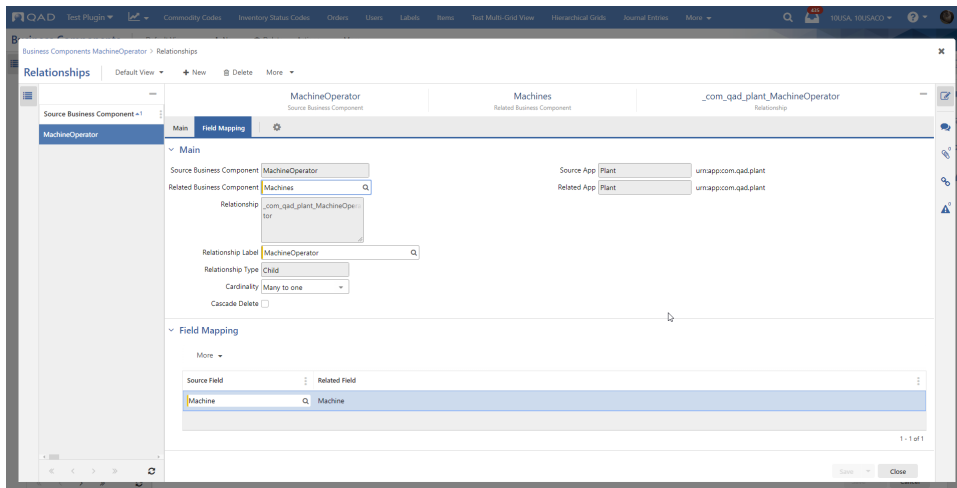 QAD Test Plugin Commodity Codes Inventory Status Codes Orders Users Labels Items Test Multi-Grid View Hierarchical Grids Journal Entries More 435 10USA, 10USACO
Business Components MachineOperator > Relationships
Relationships Default View + New Delete More
Source Business Component 1
MachineOperator
MachineOperator Machines _com_qad_plant_MachineOperator
Source Business Component Related Business Component Relationship
Main Field Mapping
Main
Source Business Component MachineOperator Source App Plant urn:app:com.qad.plant
Related Business Component Machines Related App Plant urn:app:com.qad.plant
Relationship _com_qad_plant_MachineOpera
tor
Relationship Label MachineOperator
Relationship Type Child
Cardinality Many to one
Cascade Delete
Field Mapping
More
Source Field Related Field
Machine Machine
1 - 1 of 1
Save Close